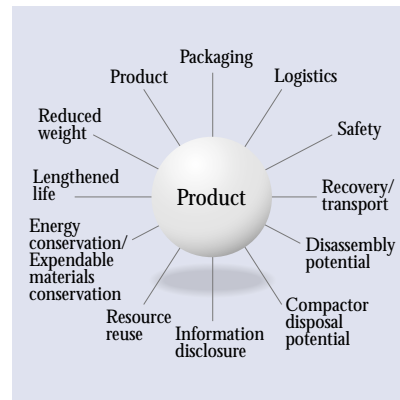 Packaging
Product
Logistics
Reduced
weight
Safety
Lengthened
life
Product
Recovery/
transport
Energy
conservation/
Expendable
materials
conservation
Disassembly
potential
Resource
reuse
Information
disclosure
Compactor
disposal
potential